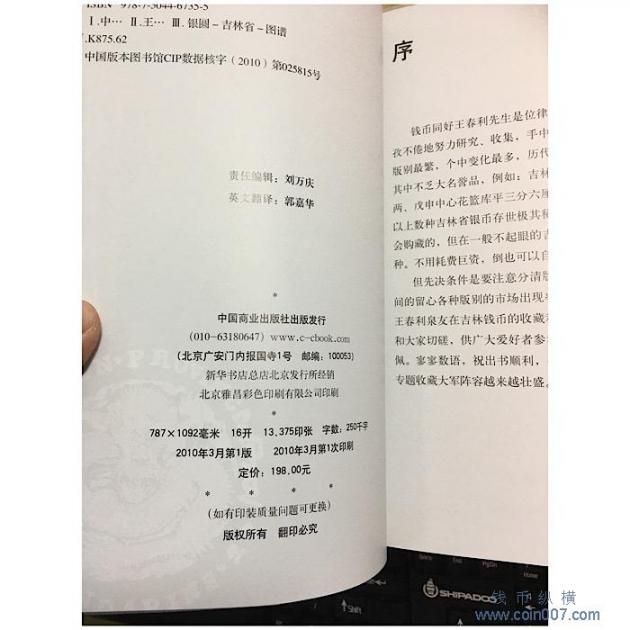 ISBN 978-7-5044-6735-5
Ⅰ.中… Ⅱ.王… Ⅲ.银圆－吉林省－图谱
K875.62
中国版本图书馆CIP数据核字（2010）第025815号
责任编辑：刘万庆
英文翻译：郭嘉华
*
中国商业出版社出版发行
(010-63180647) www.c-cbook.com
(北京广安门内报国寺1号 邮编：100053)
新华书店总店北京发行所经销
北京雅昌彩色印刷有限公司印刷
*
787×1092毫米 16开 13.375印张 字数：250千字
2010年3月第1版 2010年3月第1次印刷
定价：198.00元
* * * *
(如有印装质量问题可更换)
版权所有 翻印必究
序
钱币同好王春利先生是位律
孜不倦地努力研究、收集，手中
版别最繁，个中变化最多，历代
其中不乏大名誉品，例如：吉林
两、戊申中心花篮库平三分六厘
以上数种吉林省银币存世极其稀
会购藏的，但在一般不起眼的吉
种。不用耗费巨资，倒也可以自
但先决条件是要注意分清版
间的留心各种版别的市场出现率
王春利泉友在吉林钱币的收藏
和大家切磋，供广大爱好者参
佩。寥寥数语，祝出书顺利，
专题收藏大军阵容越来越壮盛。
End
PgDn
Home
Shift
SHIPADOO
钱币纵横
www.coin007.com